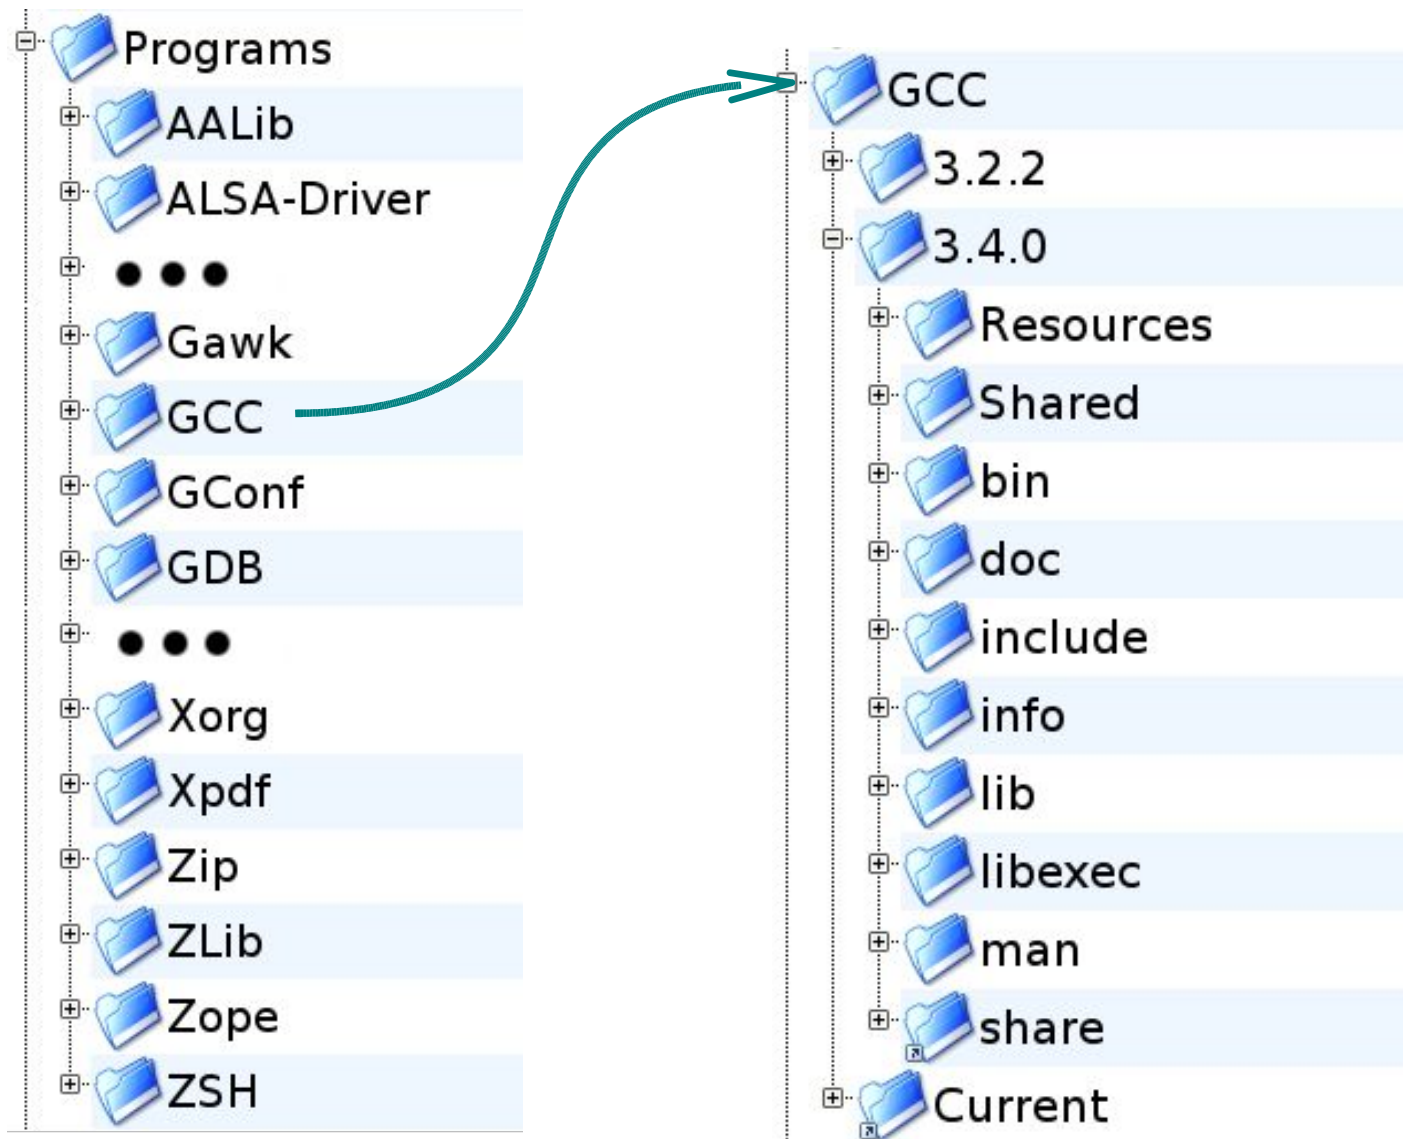 Programs
AALib
ALSA-Driver
●●●
Gawk
GCC
GConf
GDB
●●●
Xorg
Xpdf
Zip
ZLib
Zope
ZSH
GCC
3.2.2
3.4.0
Resources
Shared
bin
doc
include
info
lib
libexec
man
share
Current